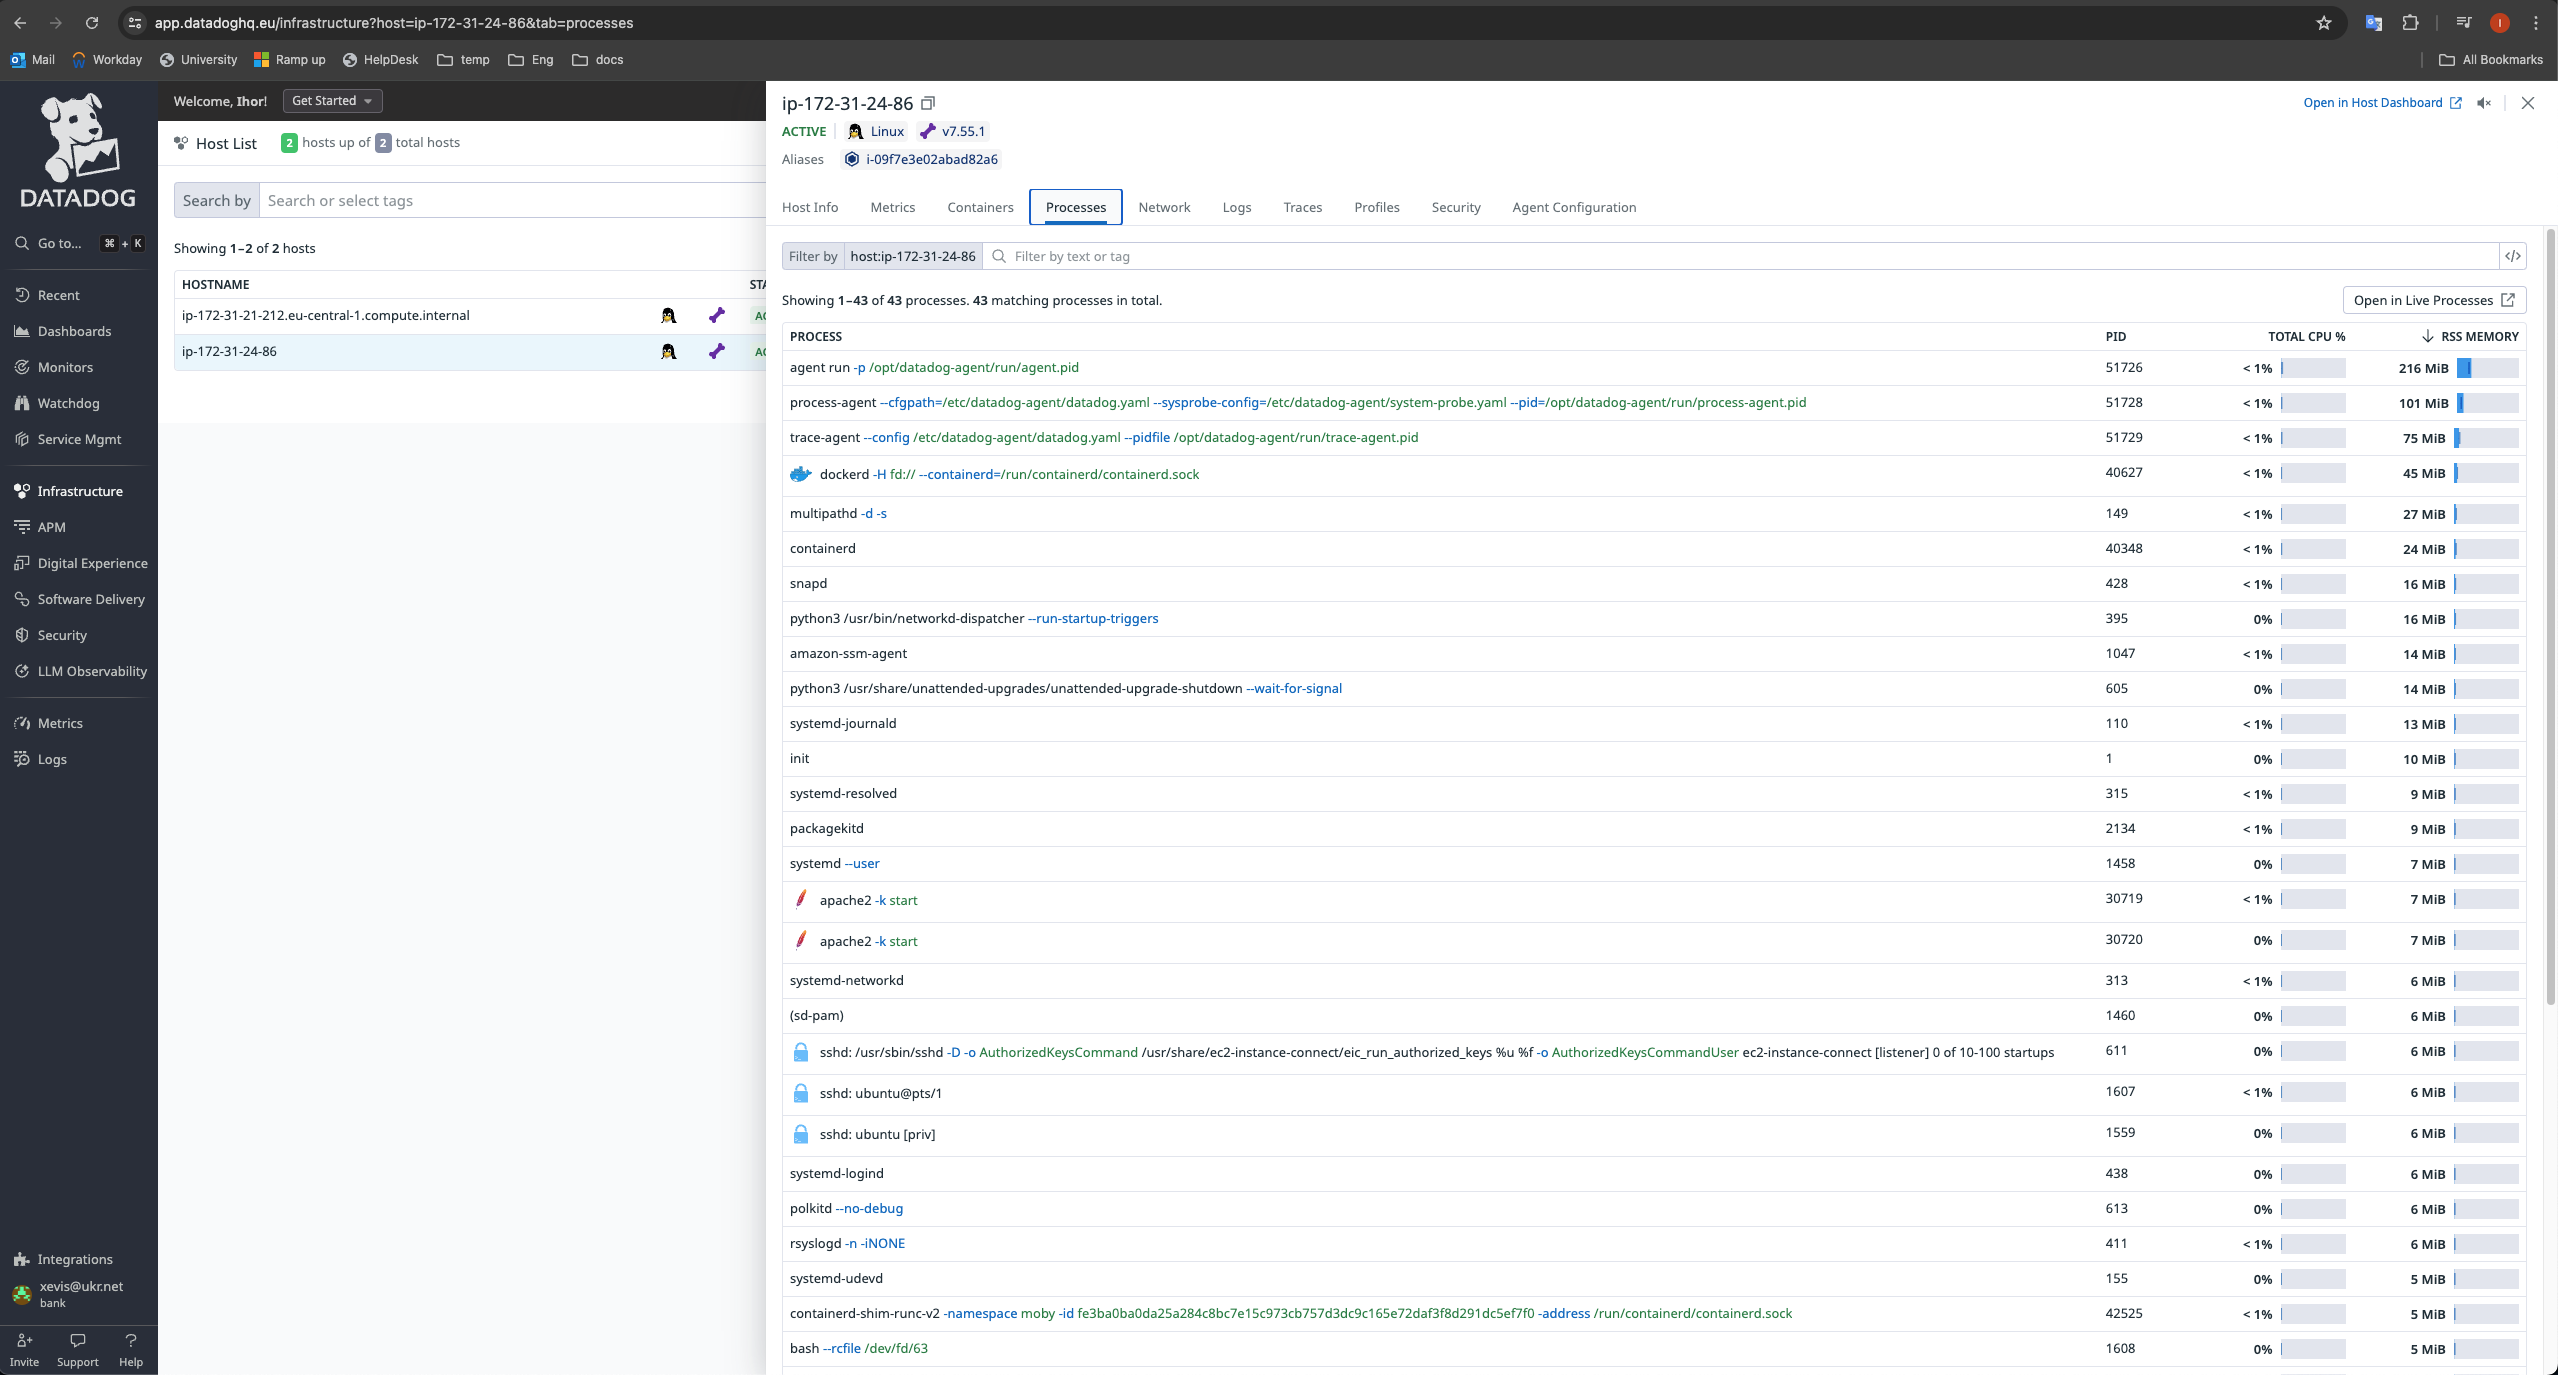 app.datadoghq.eu/infrastructure?host=ip-172-31-24-86&tab=processes
Mail
Workday
University
Ramp up
HelpDesk
temp
Eng
docs
All Bookmarks
DATADOG
Go to... ⌘ + K
Recent
Dashboards
Monitors
Watchdog
Service Mgmt
Infrastructure
APM
Digital Experience
Software Delivery
Security
LLM Observability
Metrics
Logs
Integrations
xevis@ukr.net
bank
Invite
Support
Help
Welcome, Ihor!
Get Started
Host List
2 hosts up of 2 total hosts
Search by
Search or select tags
Showing 1–2 of 2 hosts
HOSTNAME
ip-172-31-21-212.eu-central-1.compute.internal
ip-172-31-24-86
ip-172-31-24-86
Open in Host Dashboard
ACTIVE
Linux
v7.55.1
Aliases
i-09f7e3e02abad82a6
Host Info
Metrics
Containers
Processes
Network
Logs
Traces
Profiles
Security
Agent Configuration
Filter by host:ip-172-31-24-86 Filter by text or tag </>
Showing 1–43 of 43 processes. 43 matching processes in total.
Open in Live Processes
PROCESS PID TOTAL CPU % RSS MEMORY
agent run -p /opt/datadog-agent/run/agent.pid 51726 < 1% 216 MiB
process-agent --cfgpath=/etc/datadog-agent/datadog.yaml --sysprobe-config=/etc/datadog-agent/system-probe.yaml --pid=/opt/datadog-agent/run/process-agent.pid 51728 < 1% 101 MiB
trace-agent --config /etc/datadog-agent/datadog.yaml --pidfile /opt/datadog-agent/run/trace-agent.pid 51729 < 1% 75 MiB
dockerd -H fd:// --containerd=/run/containerd/containerd.sock 40627 < 1% 45 MiB
multipathd -d -s 149 < 1% 27 MiB
containerd 40348 < 1% 24 MiB
snapd 428 < 1% 16 MiB
python3 /usr/bin/networkd-dispatcher --run-startup-triggers 395 0% 16 MiB
amazon-ssm-agent 1047 < 1% 14 MiB
python3 /usr/share/unattended-upgrades/unattended-upgrade-shutdown --wait-for-signal 605 0% 14 MiB
systemd-journald 110 < 1% 13 MiB
init 1 0% 10 MiB
systemd-resolved 315 < 1% 9 MiB
packagekitd 2134 < 1% 9 MiB
systemd --user 1458 0% 7 MiB
apache2 -k start 30719 < 1% 7 MiB
apache2 -k start 30720 0% 7 MiB
systemd-networkd 313 < 1% 6 MiB
(sd-pam) 1460 0% 6 MiB
sshd: /usr/sbin/sshd -D -o AuthorizedKeysCommand /usr/share/ec2-instance-connect/eic_run_authorized_keys %u %f -o AuthorizedKeysCommandUser ec2-instance-connect [listener] 0 of 10-100 startups 611 0% 6 MiB
sshd: ubuntu@pts/1 1607 < 1% 6 MiB
sshd: ubuntu [priv] 1559 0% 6 MiB
systemd-logind 438 0% 6 MiB
polkitd --no-debug 613 0% 6 MiB
rsyslogd -n -iNONE 411 < 1% 6 MiB
systemd-udevd 155 0% 5 MiB
containerd-shim-runc-v2 -namespace moby -id fe3ba0ba0da25a284c8bc7e15c973cb757d3dc9c165e72daf3f8d291dc5ef7f0 -address /run/containerd/containerd.sock 42525 < 1% 5 MiB
bash --rcfile /dev/fd/63 1608 0% 5 MiB